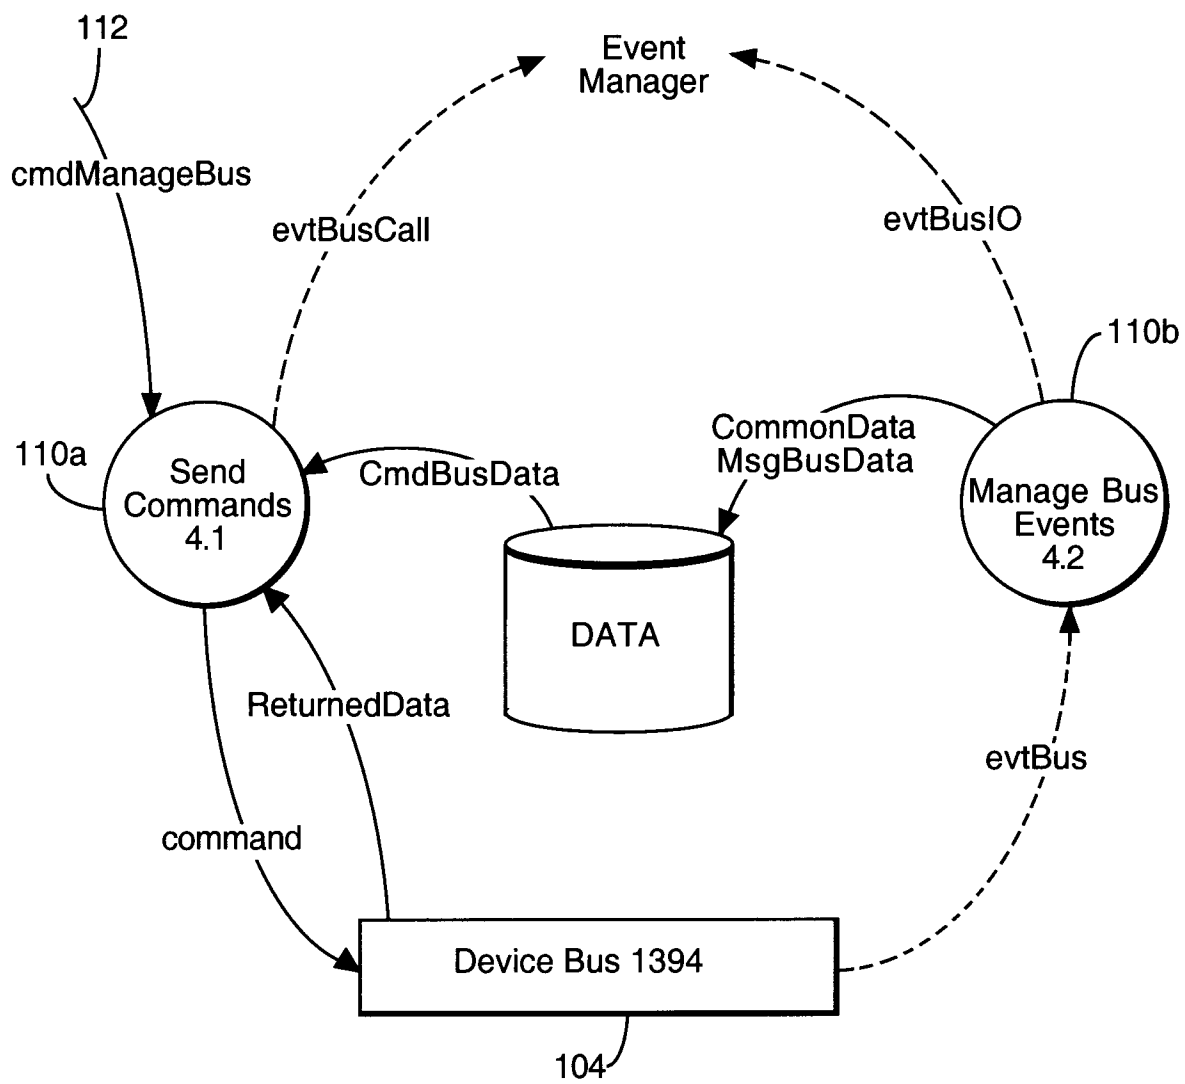 112
Event
Manager
cmdManageBus
evtBusCall
evtBusIO
110b
110a
Send
Commands
4.1
CmdBusData
CommonData
MsgBusData
Manage Bus
Events
4.2
DATA
ReturnedData
evtBus
command
Device Bus 1394
104